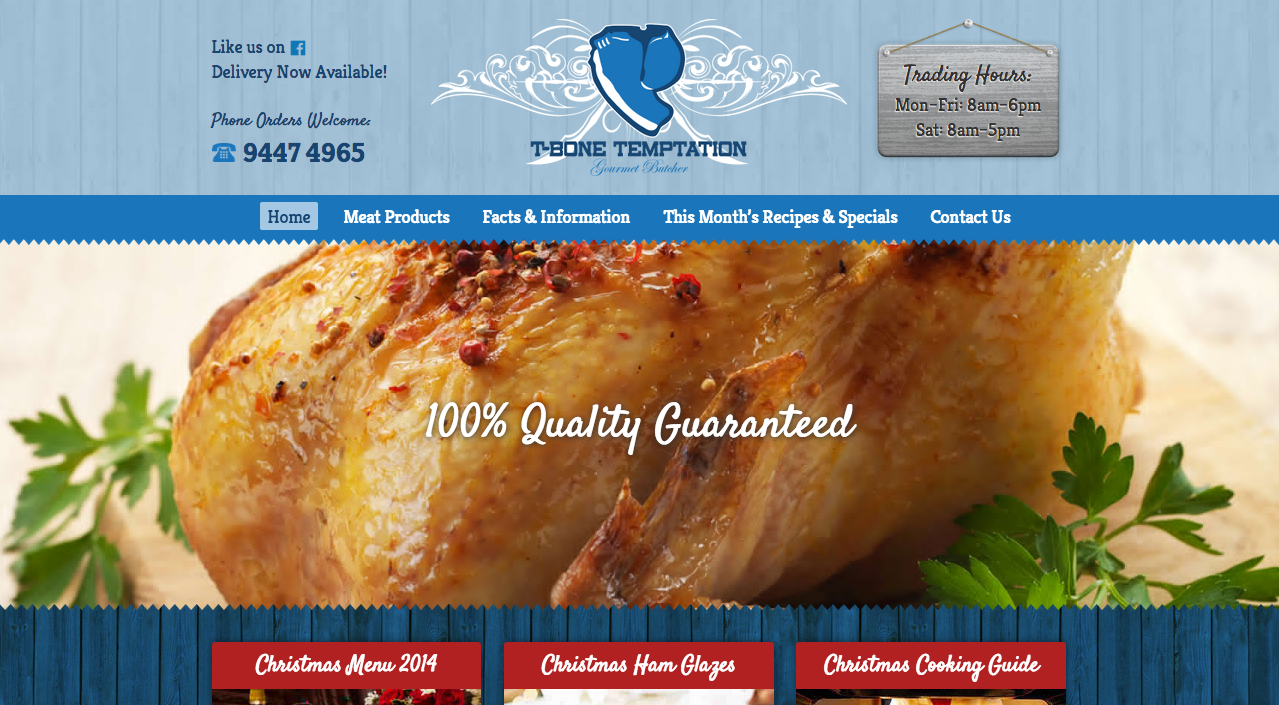 Like us on
Delivery Now Available!
Phone Orders Welcome:
9447 4965
T-BONE TEMPTATION
Gourmet Butcher
Trading Hours:
Mon-Fri: 8am-6pm
Sat: 8am-5pm
Home
Meat Products
Facts & Information
This Month's Recipes & Specials
Contact Us
100% Quality Guaranteed
Christmas Menu 2014
Christmas Ham Glazes
Christmas Cooking Guide